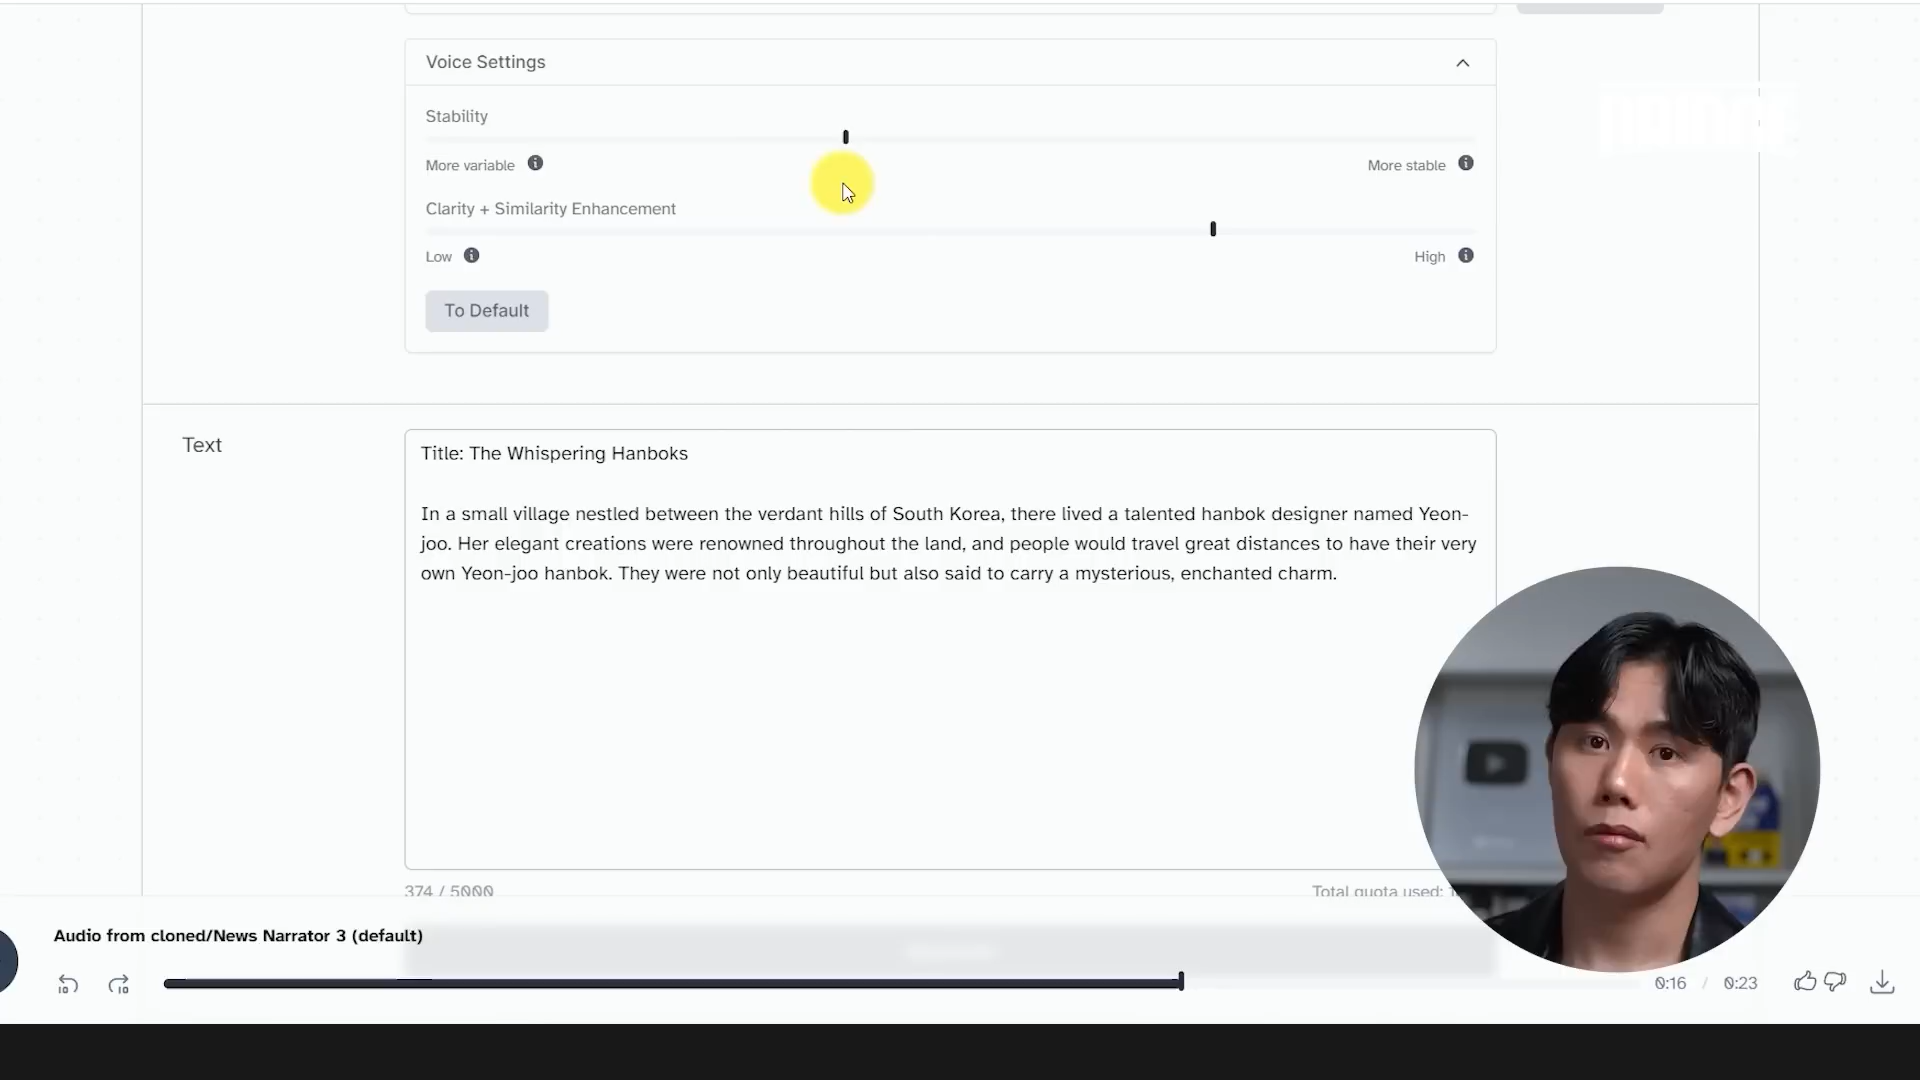 Voice Settings
Stability
More variable
More stable
Clarity + Similarity Enhancement
Low
High
To Default
Text
Title: The Whispering Hanboks
In a small village nestled between the verdant hills of South Korea, there lived a talented hanbok designer named Yeon-
joo. Her elegant creations were renowned throughout the land, and people would travel great distances to have their very
own Yeon-joo hanbok. They were not only beautiful but also said to carry a mysterious, enchanted charm.
374 / 5000
Total quota used:
Audio from cloned/News Narrator 3 (default)
10
10
0:16 / 0:23